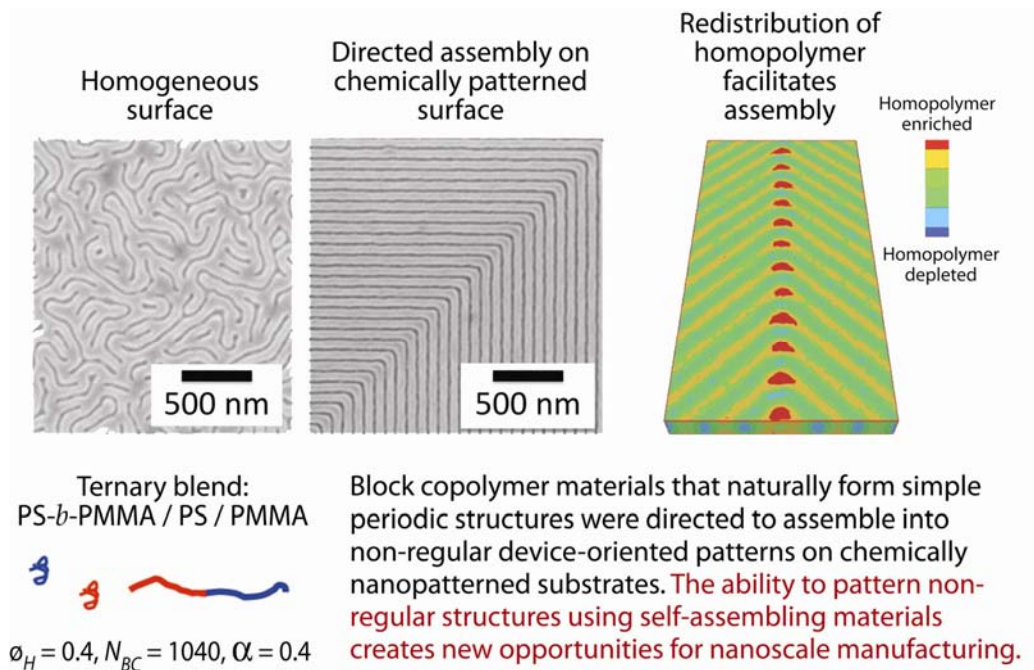 Homogeneous
surface
Directed assembly on
chemically patterned
surface
Redistribution of
homopolymer
facilitates
assembly
Homopolymer
enriched
Homopolymer
depleted
500 nm
500 nm
Ternary blend:
PS-b-PMMA / PS / PMMA
øH = 0.4, NBC = 1040, α = 0.4
Block copolymer materials that naturally form simple
periodic structures were directed to assemble into
non-regular device-oriented patterns on chemically
nanopatterned substrates. The ability to pattern non-
regular structures using self-assembling materials
creates new opportunities for nanoscale manufacturing.